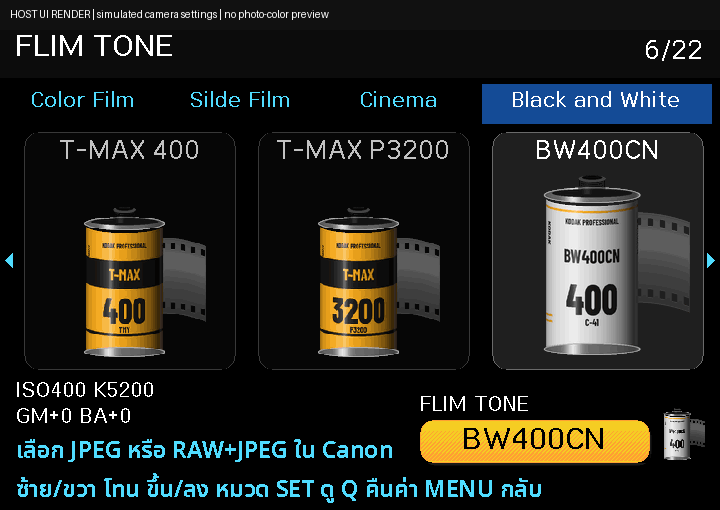 HOST UI RENDER | simulated camera settings | no photo-color preview
FLIM TONE
6/22
Color Film
Silde Film
Cinema
Black and White
T-MAX 400
T-MAX P3200
BW400CN
KODAK PROFESSIONAL
T-MAX
400
TMY
KODAK PROFESSIONAL
T-MAX
3200
P3200
KODAK PROFESSIONAL
KODAK
BW400CN
400
C-41
ISO400 K5200
GM+0 BA+0
FLIM TONE
BW400CN
400
เลือก JPEG หรือ RAW+JPEG ใน Canon
ซ้าย/ขวา โทน ขึ้น/ลง หมวด SET ดู Q คืนค่า MENU กลับ